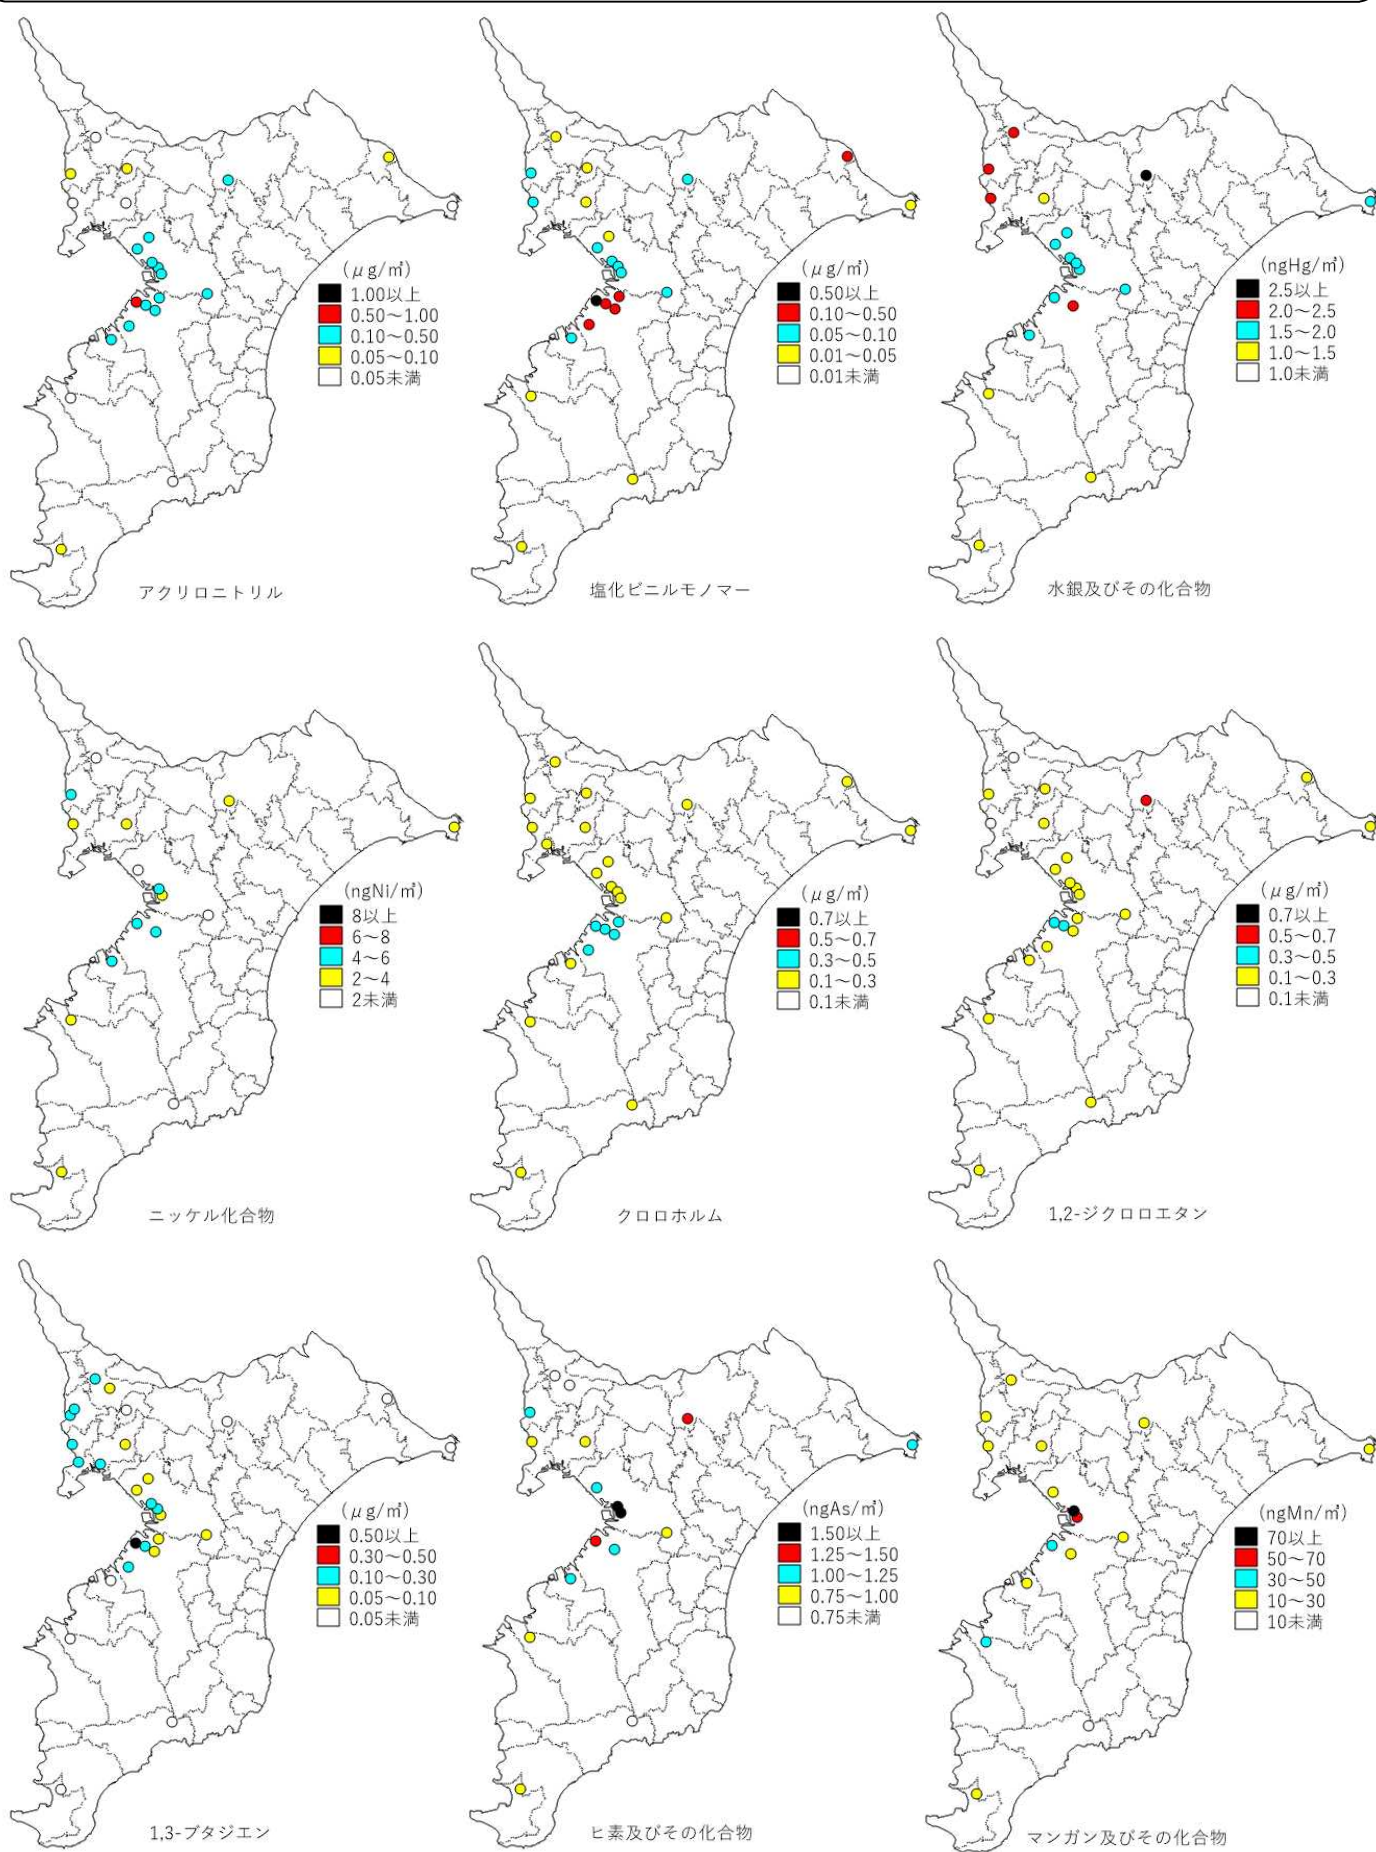 (μg/㎥)
1.00以上
0.50～1.00
0.10～0.50
0.05～0.10
0.05未満
アクリロニトリル
(μg/㎥)
0.50以上
0.10～0.50
0.05～0.10
0.01～0.05
0.01未満
塩化ビニルモノマー
(ngHg/㎥)
2.5以上
2.0～2.5
1.5～2.0
1.0～1.5
1.0未満
水銀及びその化合物
(ngNi/㎥)
8以上
6～8
4～6
2～4
2未満
ニッケル化合物
(μg/㎥)
0.7以上
0.5～0.7
0.3～0.5
0.1～0.3
0.1未満
クロロホルム
(μg/㎥)
0.7以上
0.5～0.7
0.3～0.5
0.1～0.3
0.1未満
1,2-ジクロロエタン
(μg/㎥)
0.50以上
0.30～0.50
0.10～0.30
0.05～0.10
0.05未満
1,3-ブタジエン
(ngAs/㎥)
1.50以上
1.25～1.50
1.00～1.25
0.75～1.00
0.75未満
ヒ素及びその化合物
(ngMn/㎥)
70以上
50～70
30～50
10～30
10未満
マンガン及びその化合物